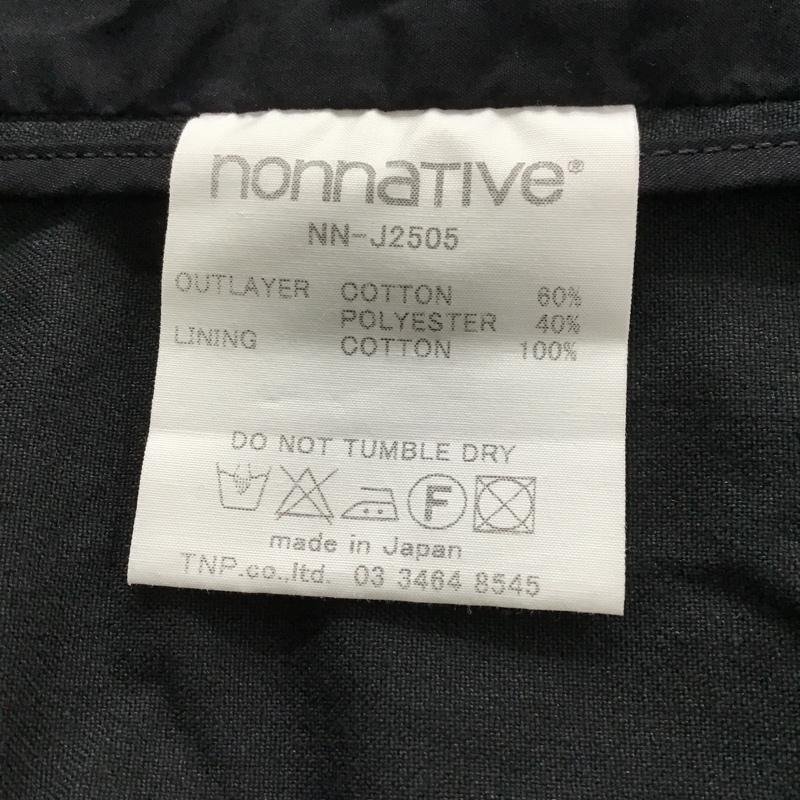 nonnaTIVe®
NN-J2505
OUTLAYER COTTON 60%
POLYESTER 40%
LINING COTTON 100%
DO NOT TUMBLE DRY
F
made in Japan
TNP.co.,ltd. 03 3464 8545